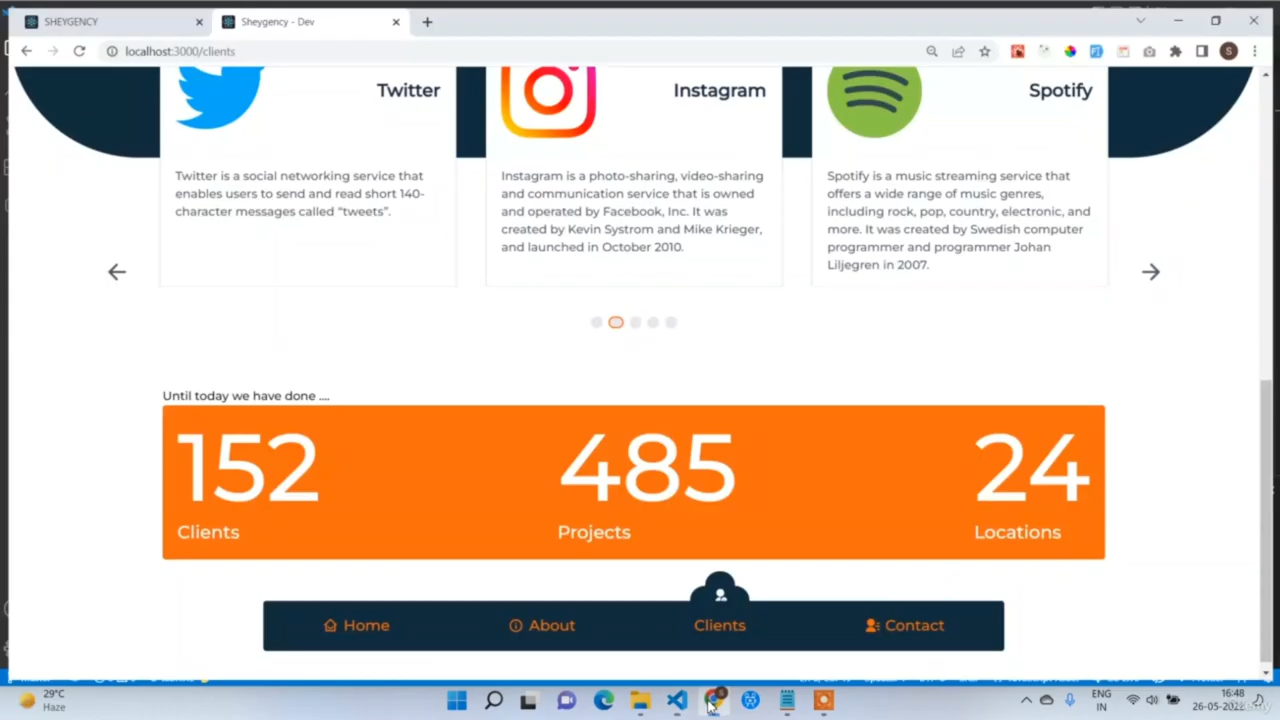 SHEYGENCY
Sheygency - Dev
localhost:3000/clients
Twitter
Instagram
Spotify
Twitter is a social networking service that
enables users to send and read short 140-
character messages called “tweets”.
Instagram is a photo-sharing, video-sharing
and communication service that is owned
and operated by Facebook, Inc. It was
created by Kevin Systrom and Mike Krieger,
and launched in October 2010.
Spotify is a music streaming service that
offers a wide range of music genres,
including rock, pop, country, electronic, and
more. It was created by Swedish computer
programmer and programmer Johan
Liljegren in 2007.
Until today we have done ....
152
485
24
Clients
Projects
Locations
Home
About
Clients
Contact
29°C
Haze
ENG
IN
16:48
26-05-2022